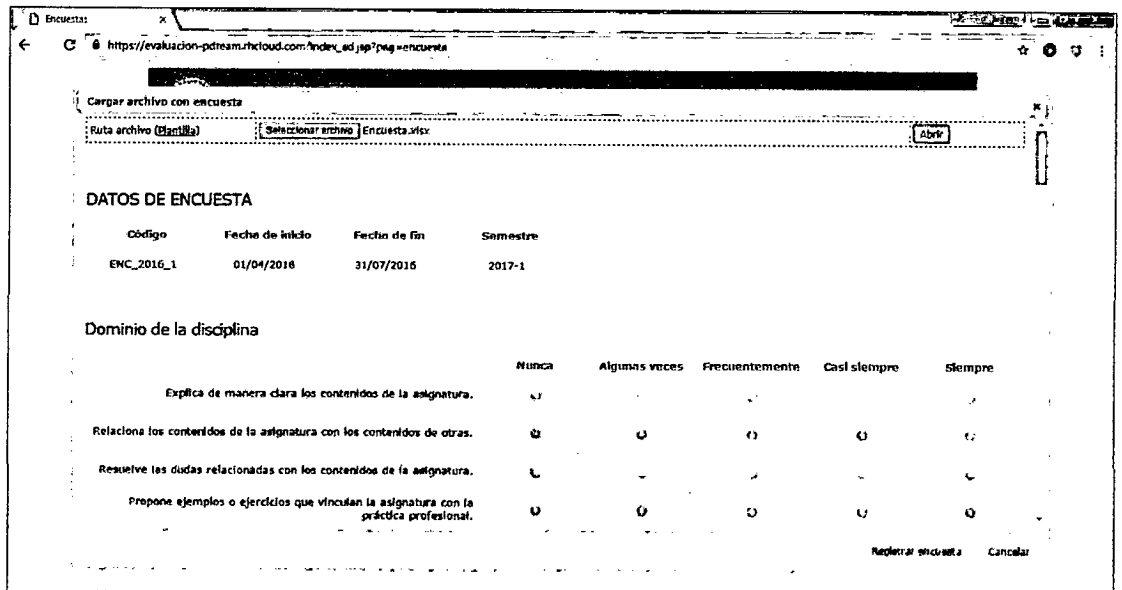 Encuestas
https://evaluacion-pdream.rhcloud.com/index_ad.jsp?pag=encuesta
Cargar archivo con encuesta
Ruta archivo (Plantilla) Seleccionar archivo Encuesta.xlsx Abrir
DATOS DE ENCUESTA
Código Fecha de inicio Fecha de fin Semestre
ENC_2016_1 01/04/2016 31/07/2016 2017-1
Dominio de la disciplina
Nunca Algunas veces Frecuentemente Casi siempre Siempre
Explica de manera clara los contenidos de la asignatura.
Relaciona los contenidos de la asignatura con los contenidos de otras.
Resuelve las dudas relacionadas con los contenidos de la asignatura.
Propone ejemplos o ejercicios que vinculan la asignatura con la
práctica profesional.
Registrar encuesta Cancelar